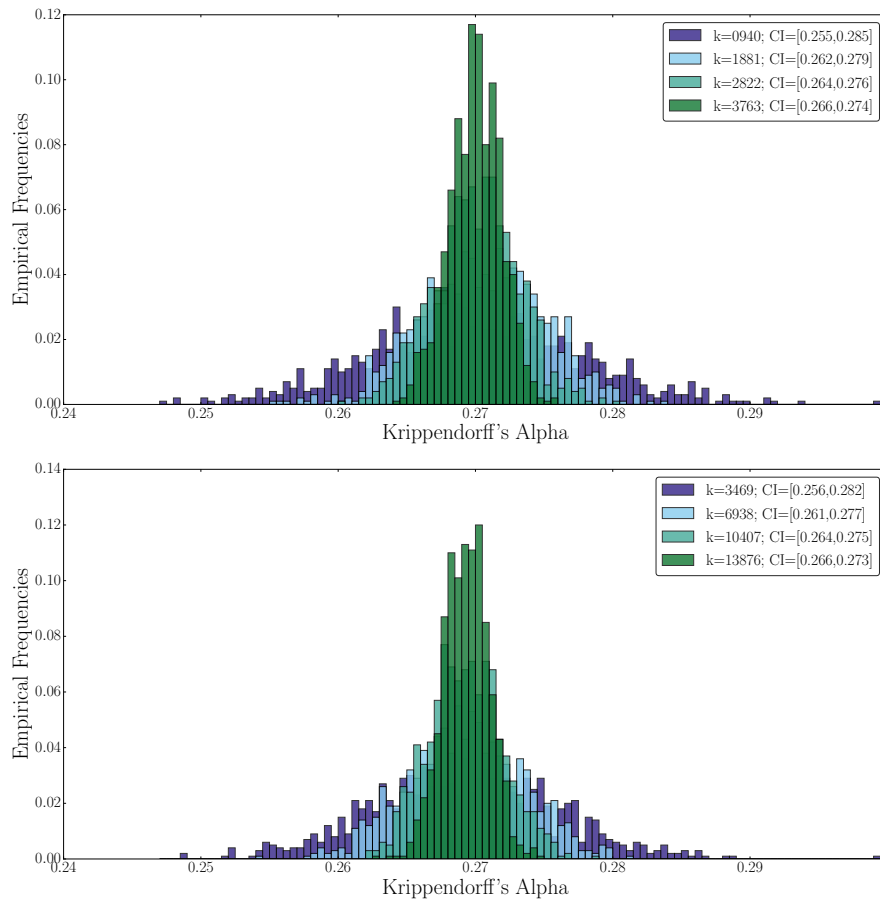 0.12
0.10
0.08
0.06
0.04
0.02
0.00
Empirical Frequencies
k=0940; CI=[0.255,0.285]
k=1881; CI=[0.262,0.279]
k=2822; CI=[0.264,0.276]
k=3763; CI=[0.266,0.274]
0.24 0.25 0.26 0.27 0.28 0.29
Krippendorff's Alpha
0.14
0.12
0.10
0.08
0.06
0.04
0.02
0.00
Empirical Frequencies
k=3469; CI=[0.256,0.282]
k=6938; CI=[0.261,0.277]
k=10407; CI=[0.264,0.275]
k=13876; CI=[0.266,0.273]
0.24 0.25 0.26 0.27 0.28 0.29
Krippendorff's Alpha